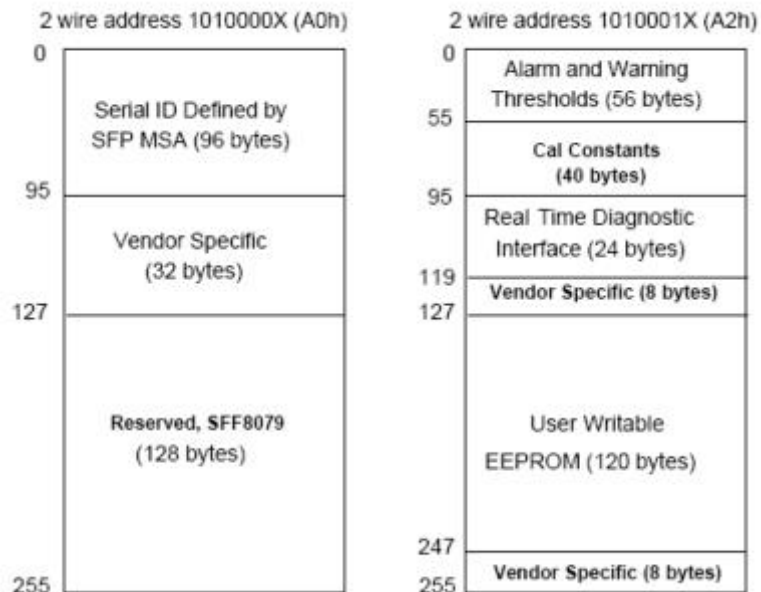 2 wire address 1010000X (A0h)
0
Serial ID Defined by
SFP MSA (96 bytes)
95
Vendor Specific
(32 bytes)
127
Reserved, SFF8079
(128 bytes)
255
2 wire address 1010001X (A2h)
0
Alarm and Warning
Thresholds (56 bytes)
55
Cal Constants
(40 bytes)
95
Real Time Diagnostic
Interface (24 bytes)
119
Vendor Specific (8 bytes)
127
User Writable
EEPROM (120 bytes)
247
Vendor Specific (8 bytes)
255